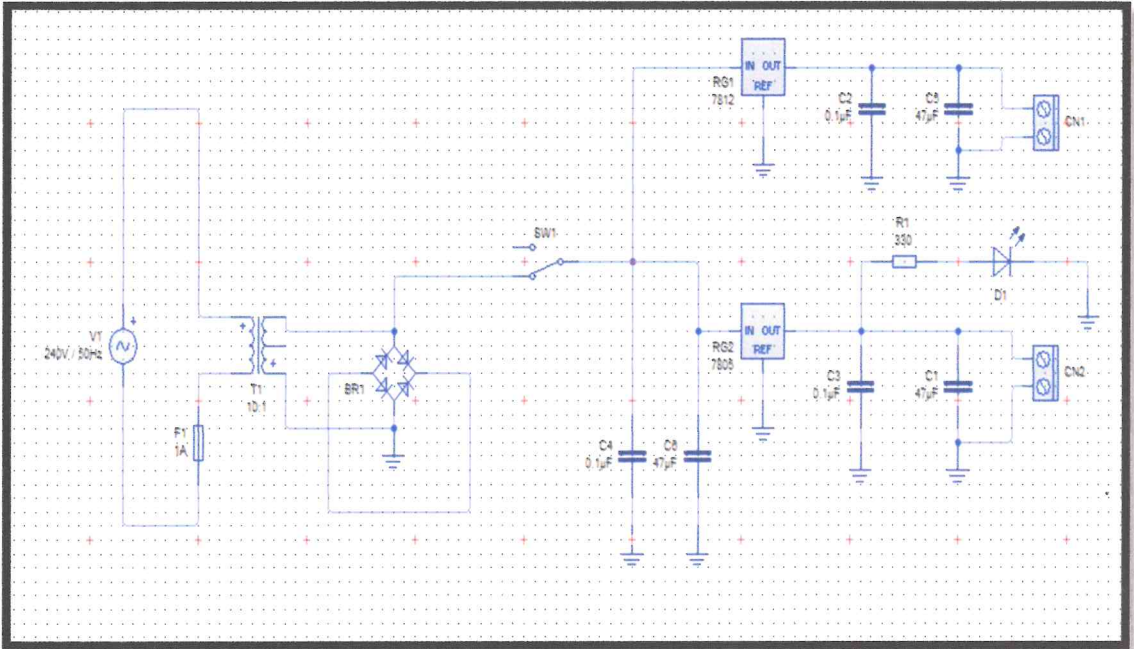 IN OUT
REF
RG1
7812
C2
0.1µF
C5
47µF
CN1
SW1
R1
330
D1
V1
240V / 50Hz
T1
10:1
BR1
F1
1A
IN OUT
REF
RG2
7805
C3
0.1µF
C1
47µF
CN2
C4
0.1µF
C6
47µF